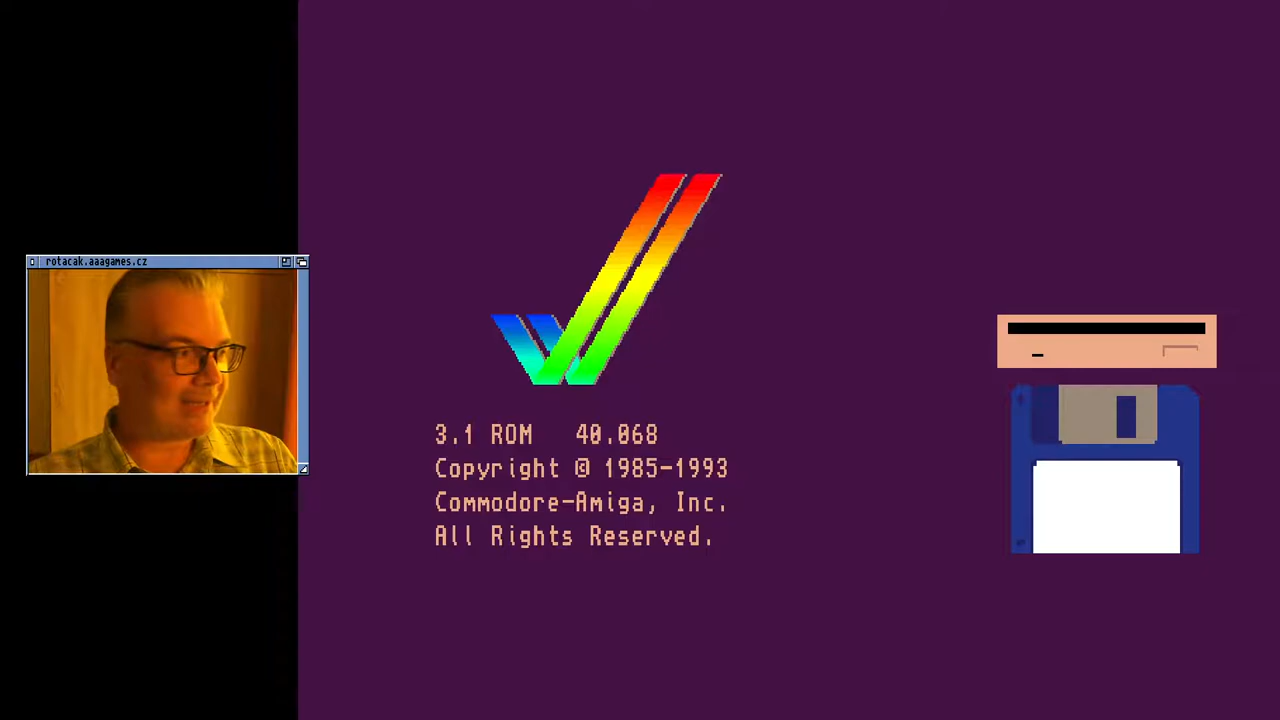 rotacak.aaagames.cz
3.1 ROM 40.068
Copyright © 1985-1993
Commodore-Amiga, Inc.
All Rights Reserved.